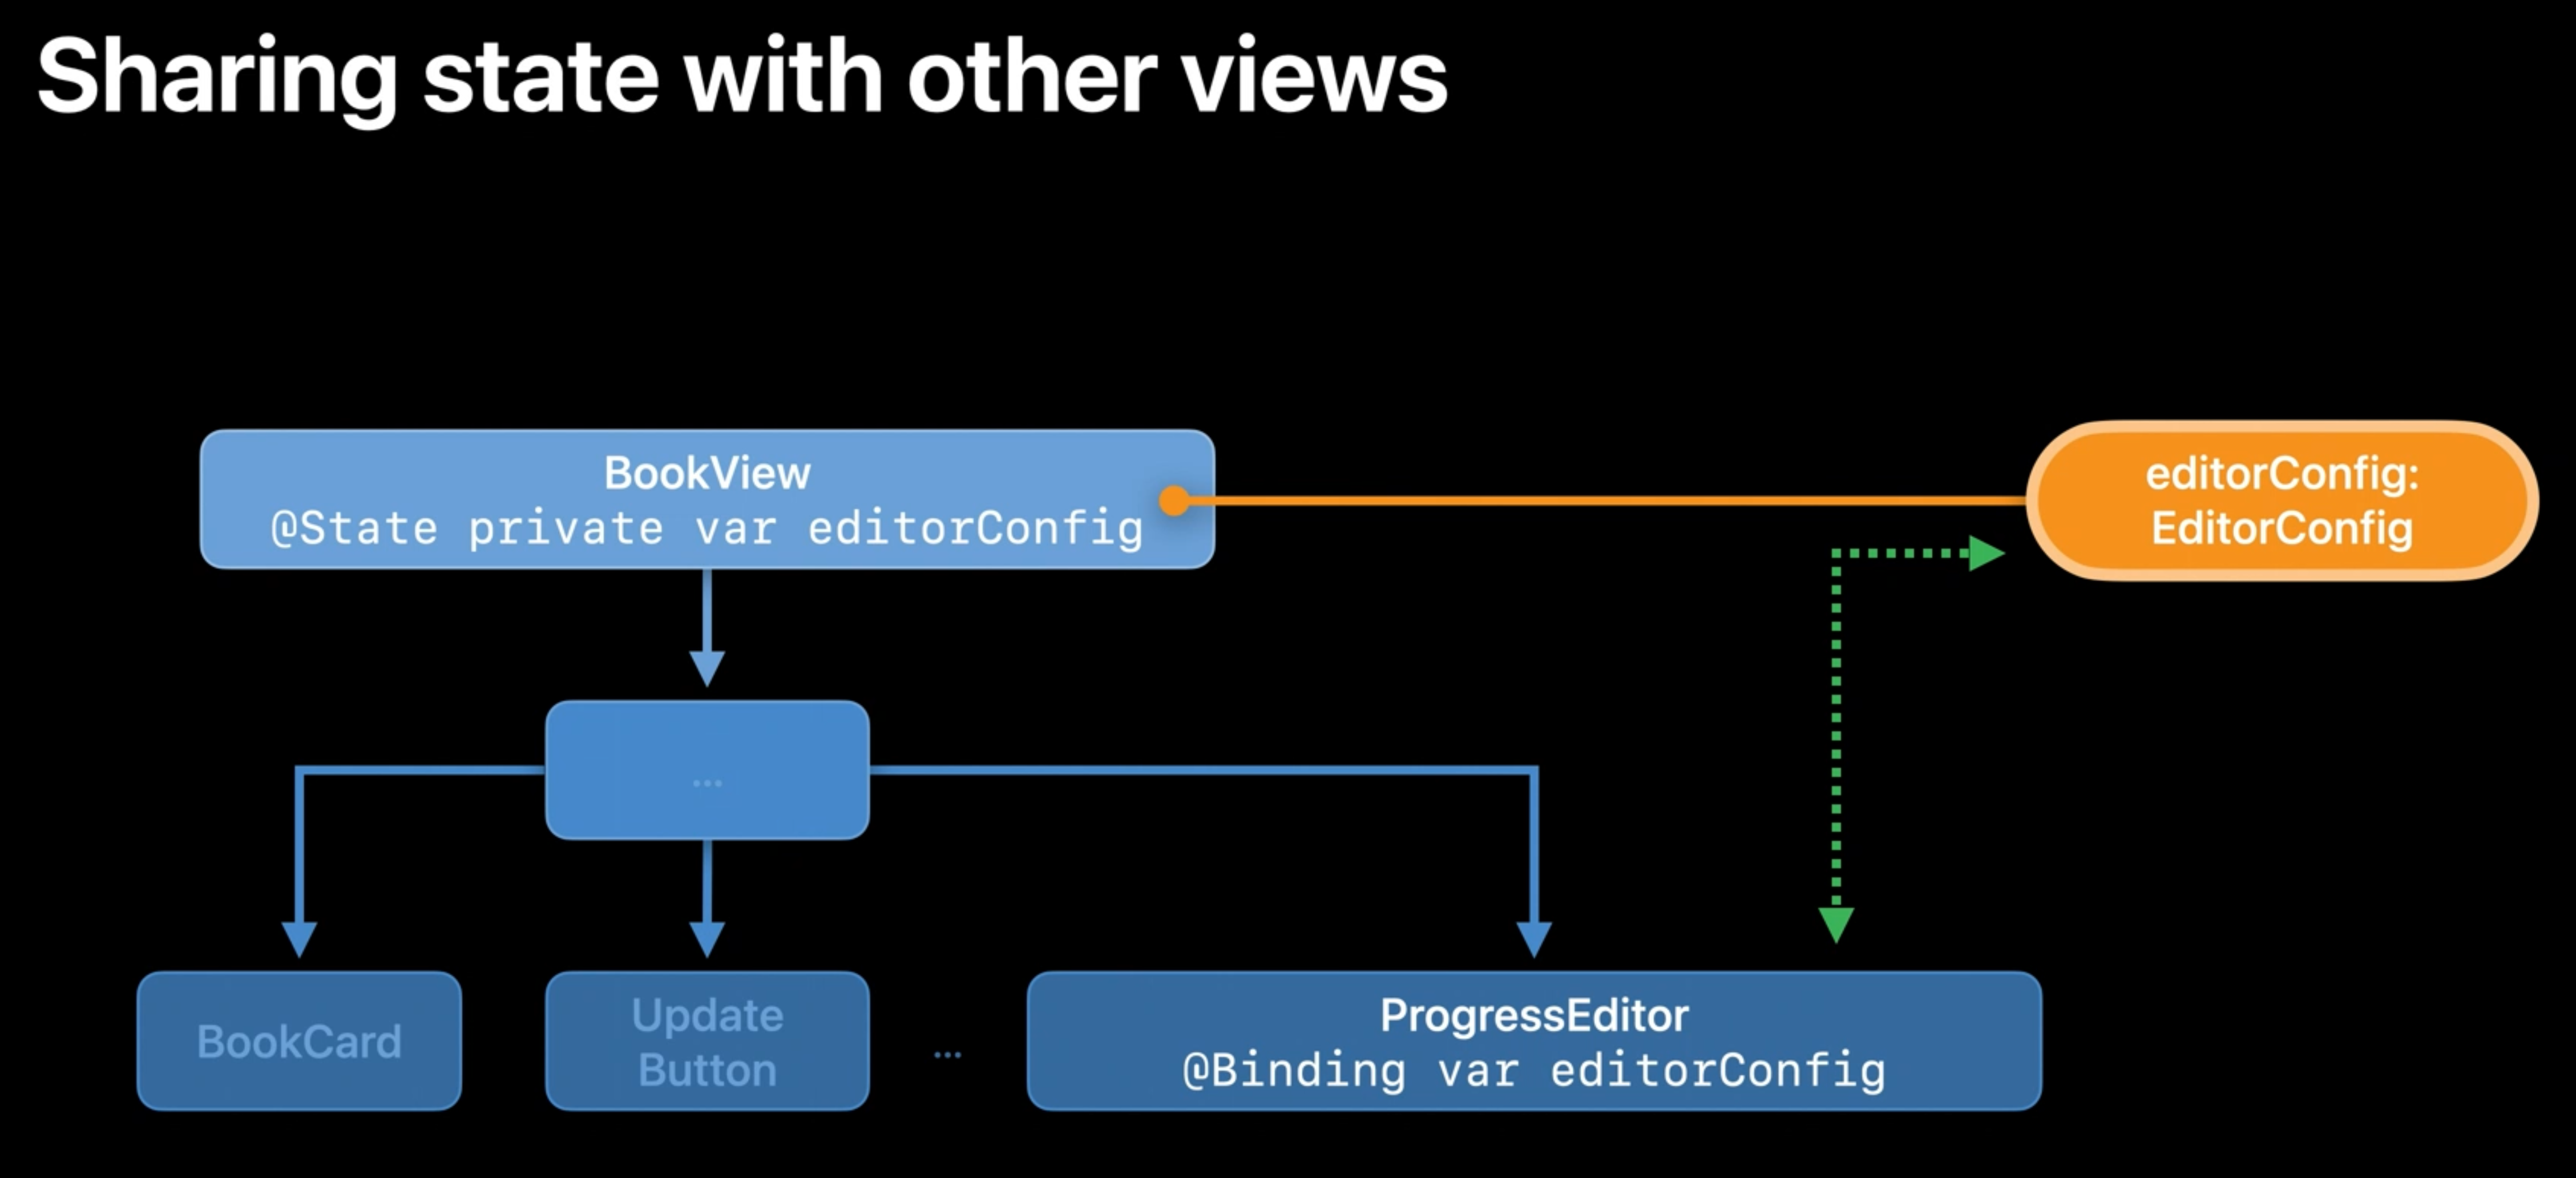 Sharing state with other views
BookView
@State private var editorConfig
editorConfig:
EditorConfig
...
BookCard
Update
Button
...
ProgressEditor
@Binding var editorConfig